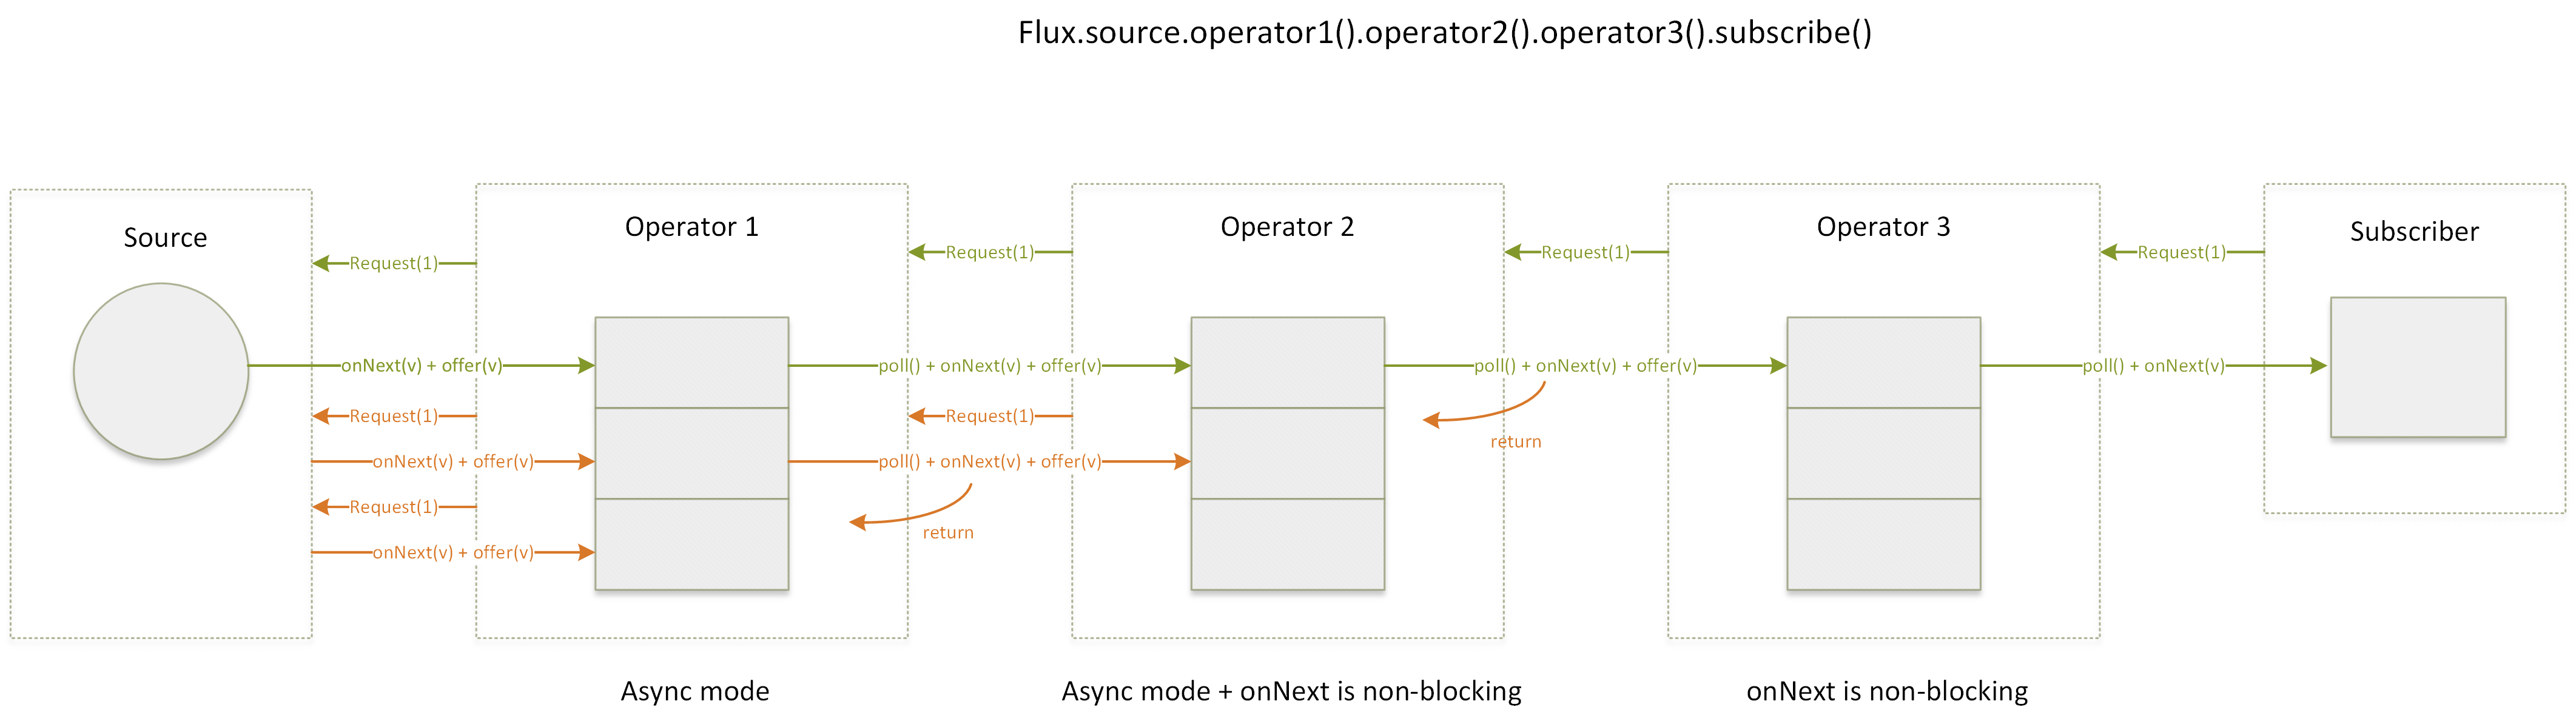 Flux.source.operator1().operator2().operator3().subscribe()
Source
Operator 1
Operator 2
Operator 3
Subscriber
Request(1)
Request(1)
Request(1)
Request(1)
onNext(v) + offer(v)
poll() + onNext(v) + offer(v)
poll() + onNext(v) + offer(v)
poll() + onNext(v)
Request(1)
Request(1)
return
onNext(v) + offer(v)
poll() + onNext(v) + offer(v)
Request(1)
return
onNext(v) + offer(v)
Async mode
Async mode + onNext is non-blocking
onNext is non-blocking